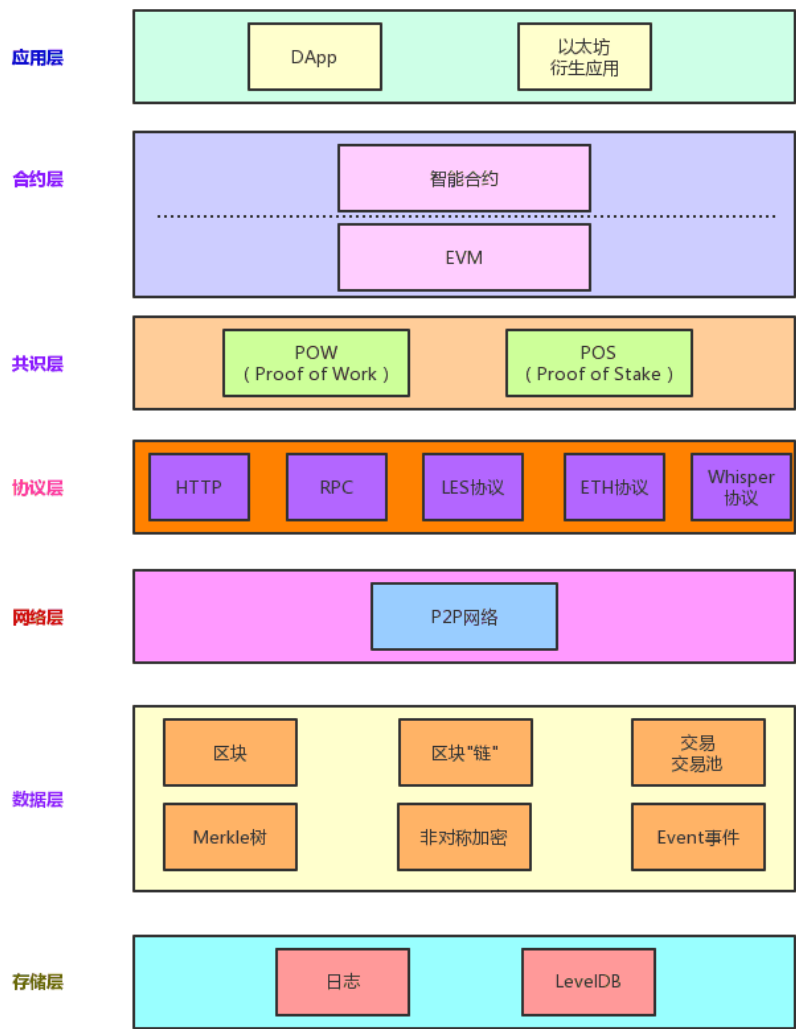 应用层
DApp
以太坊
衍生应用
合约层
智能合约
EVM
共识层
POW
( Proof of Work )
POS
( Proof of Stake )
协议层
HTTP
RPC
LES协议
ETH协议
Whisper
协议
网络层
P2P网络
数据层
区块
区块"链"
交易
交易池
Merkle树
非对称加密
Event事件
存储层
日志
LevelDB